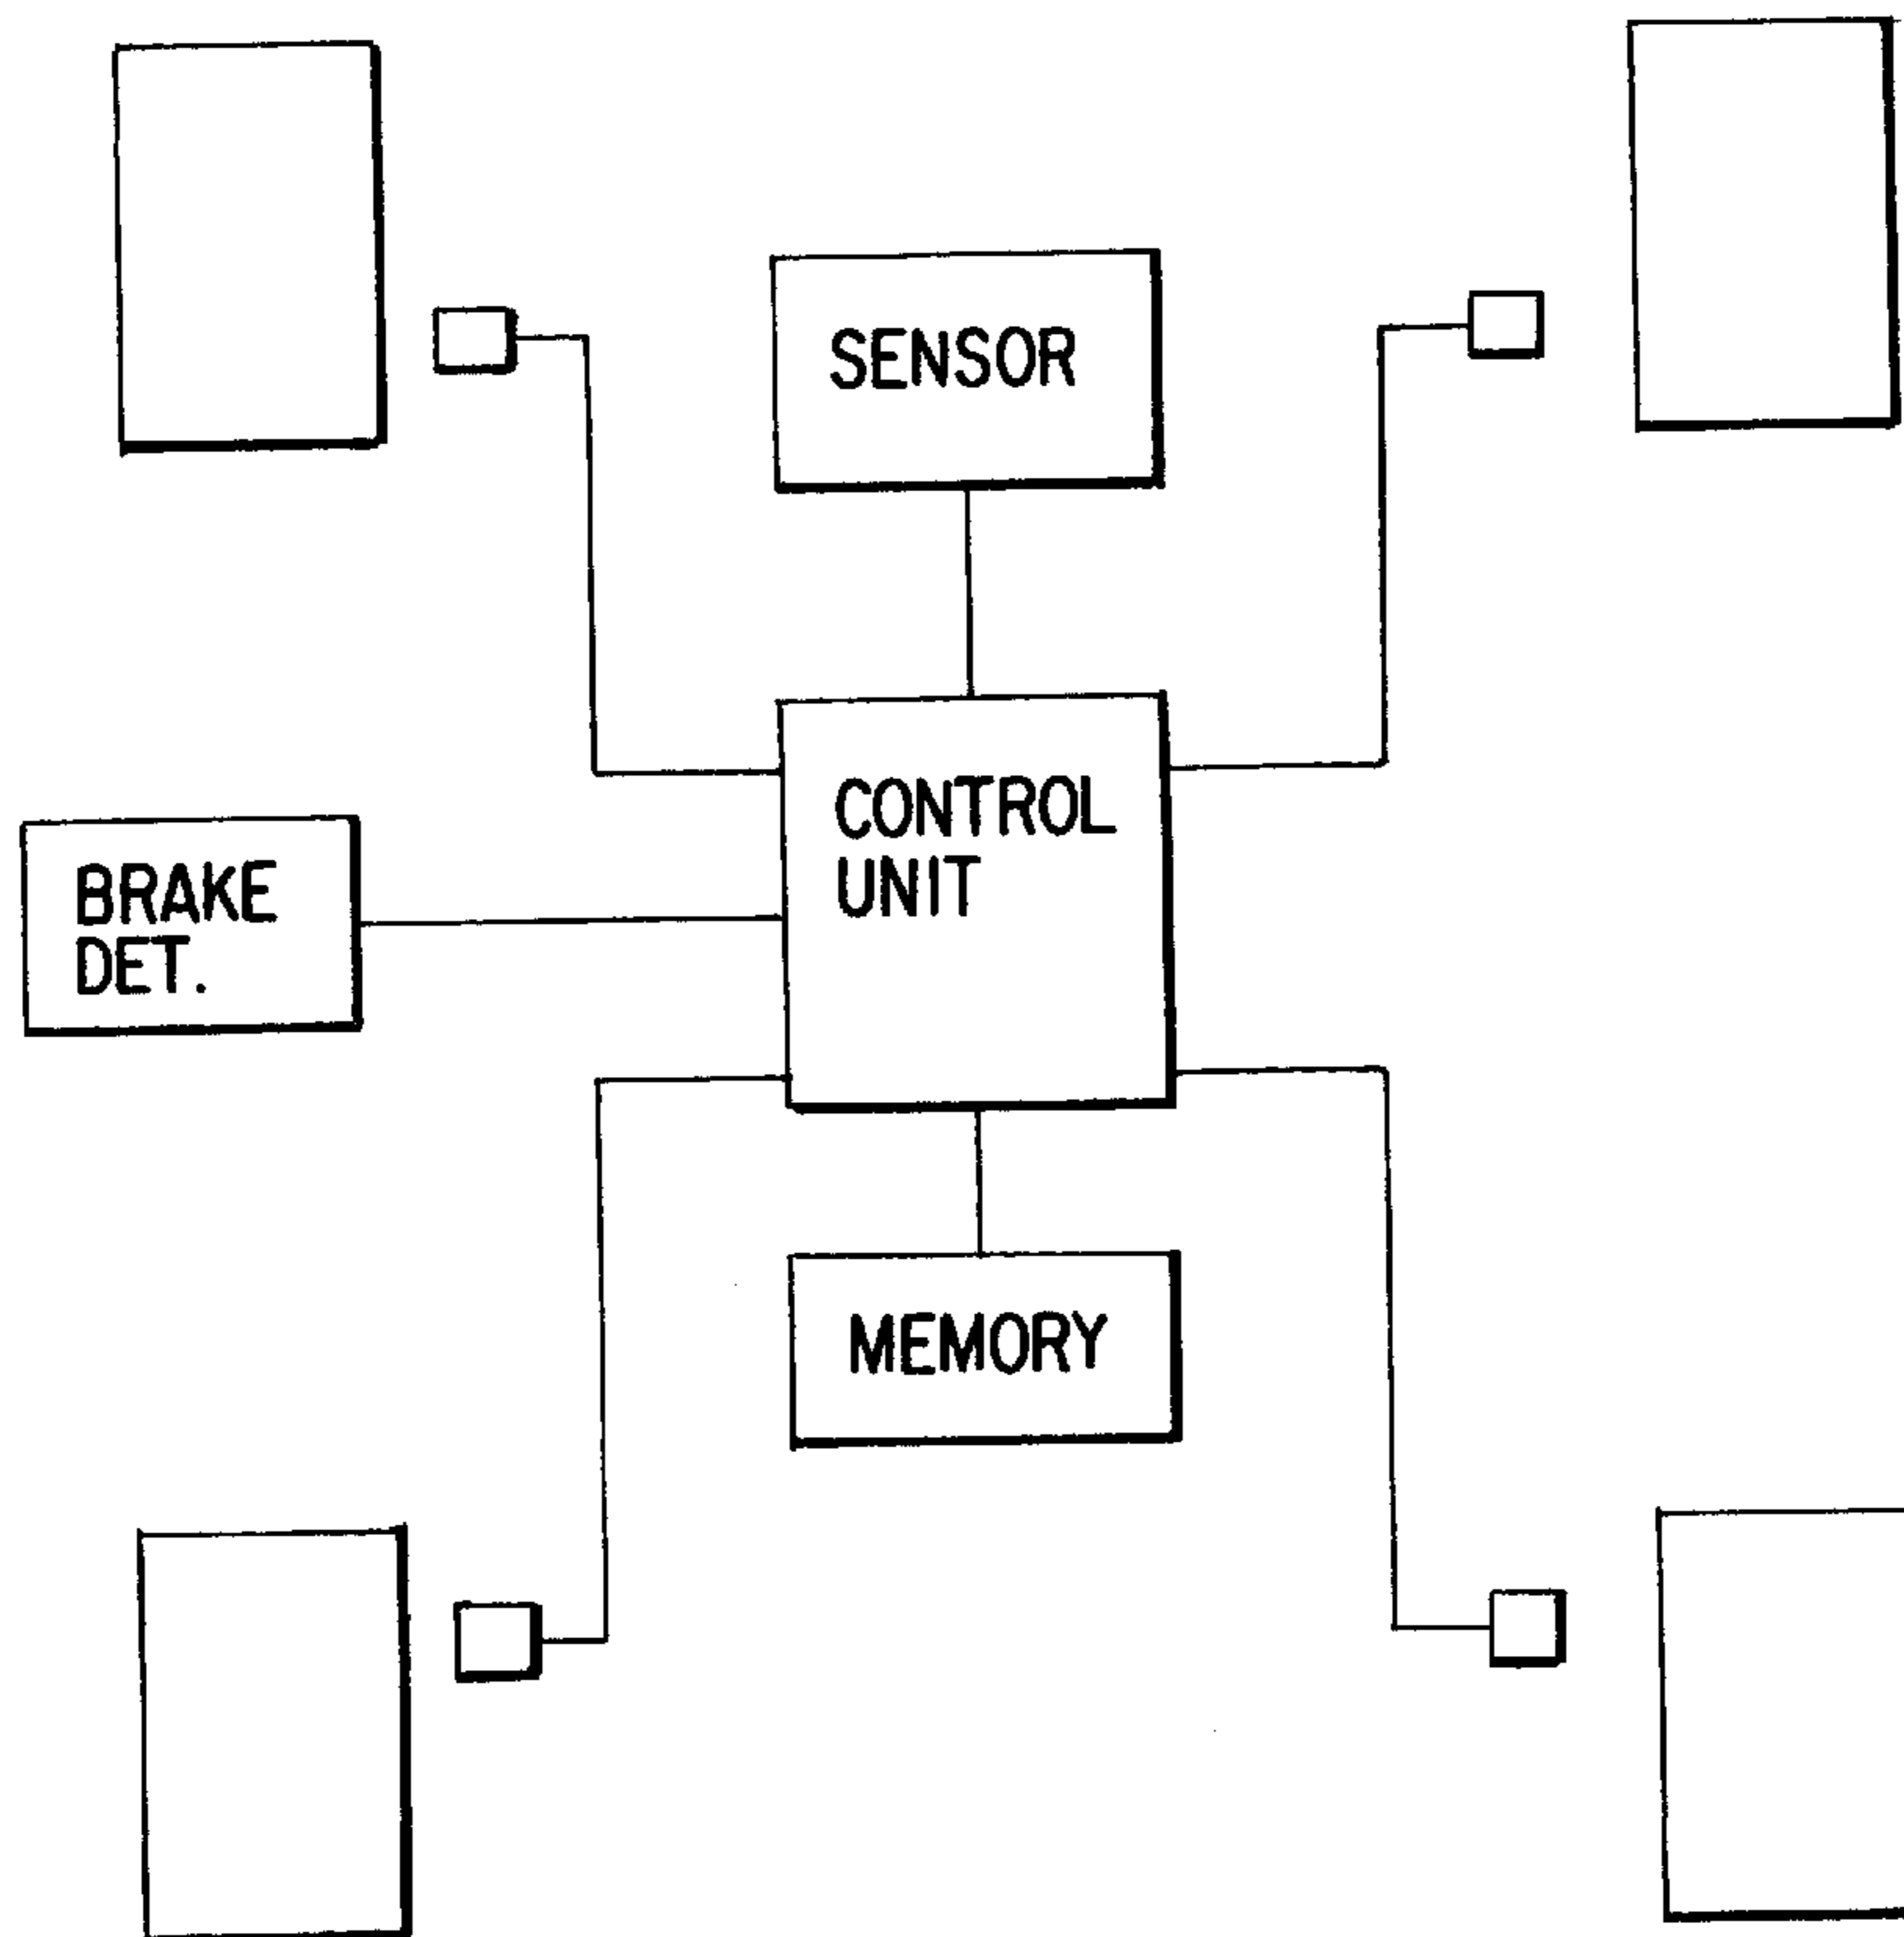 SENSOR
CONTROL
UNIT
BRAKE
DET.
MEMORY